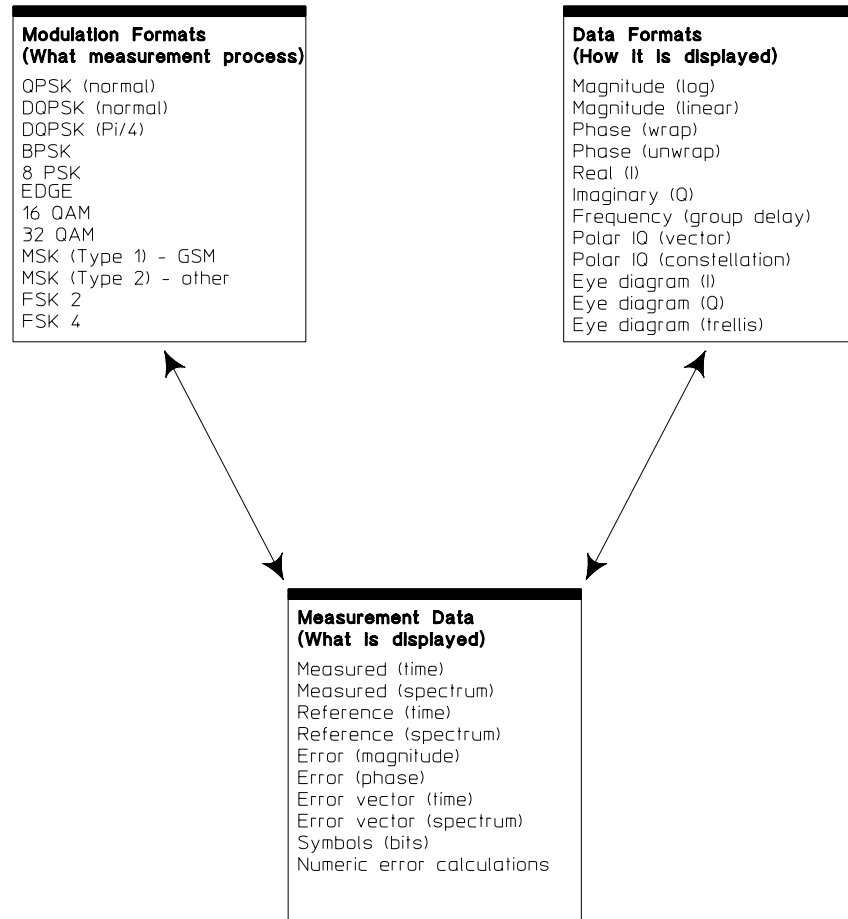 Modulation Formats
(What measurement process)
QPSK (normal)
DQPSK (normal)
DQPSK (Pi/4)
BPSK
8 PSK
EDGE
16 QAM
32 QAM
MSK (Type 1) - GSM
MSK (Type 2) - other
FSK 2
FSK 4
Data Formats
(How it is displayed)
Magnitude (log)
Magnitude (linear)
Phase (wrap)
Phase (unwrap)
Real (I)
Imaginary (Q)
Frequency (group delay)
Polar IQ (vector)
Polar IQ (constellation)
Eye diagram (I)
Eye diagram (Q)
Eye diagram (trellis)
Measurement Data
(What is displayed)
Measured (time)
Measured (spectrum)
Reference (time)
Reference (spectrum)
Error (magnitude)
Error (phase)
Error vector (time)
Error vector (spectrum)
Symbols (bits)
Numeric error calculations